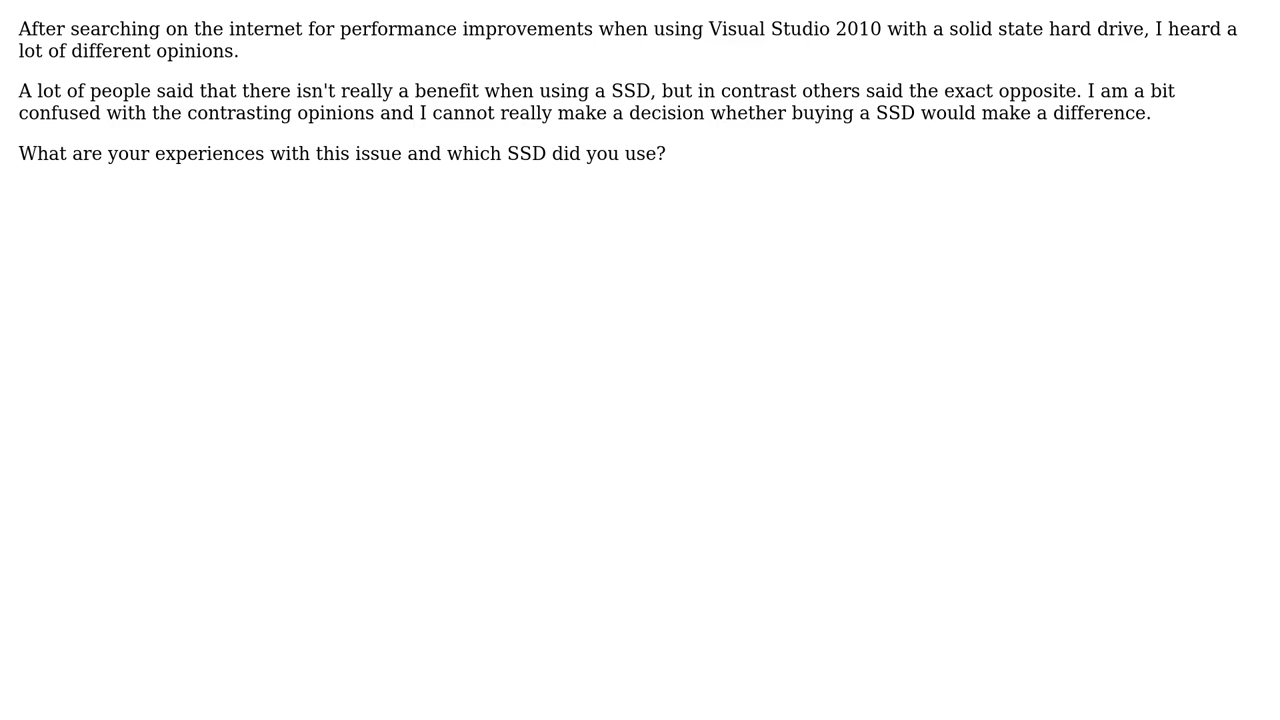 After searching on the internet for performance improvements when using Visual Studio 2010 with a solid state hard drive, I heard a
lot of different opinions.
A lot of people said that there isn't really a benefit when using a SSD, but in contrast others said the exact opposite. I am a bit
confused with the contrasting opinions and I cannot really make a decision whether buying a SSD would make a difference.
What are your experiences with this issue and which SSD did you use?